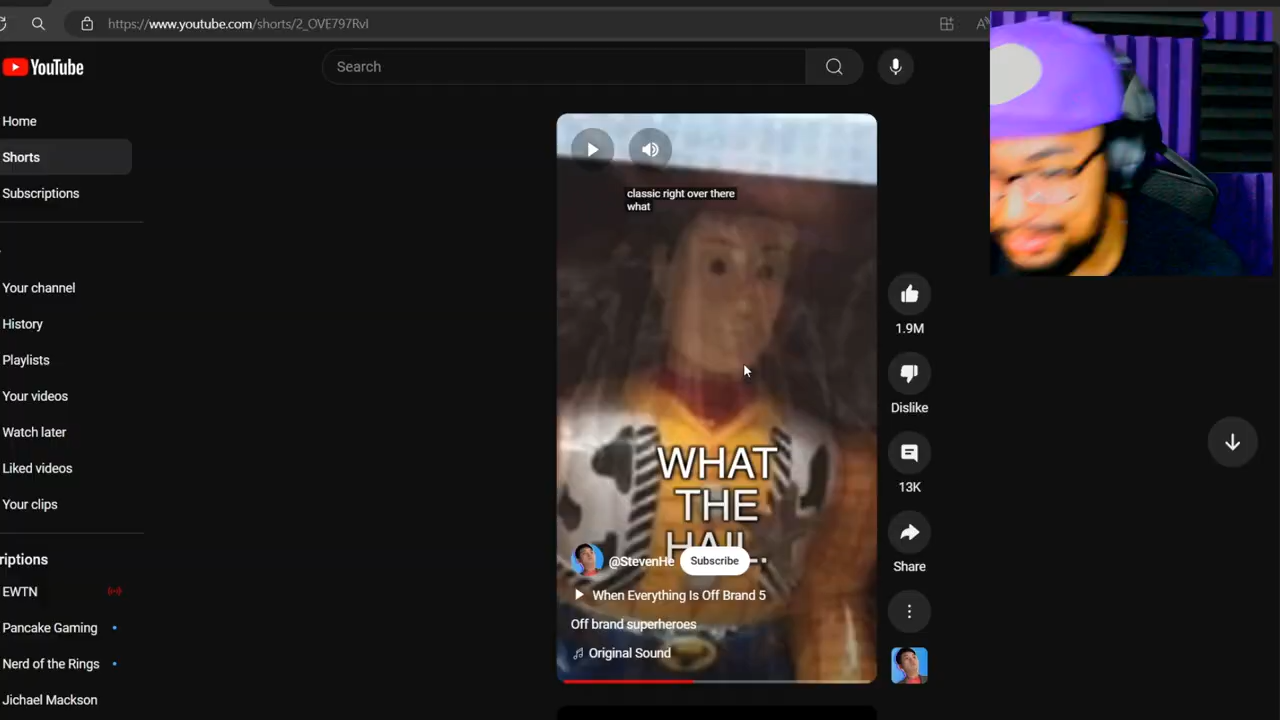 https://www.youtube.com/shorts/2_OVE797RvI
YouTube
Search
Home
Shorts
Subscriptions
Your channel
History
Playlists
Your videos
Watch later
Liked videos
Your clips
riptions
EWTN
Pancake Gaming
Nerd of the Rings
Jichael Mackson
classic right over there
what
WHAT
THE
HAIL..
@StevenHe Subscribe
When Everything Is Off Brand 5
Off brand superheroes
Original Sound
1.9M
Dislike
13K
Share